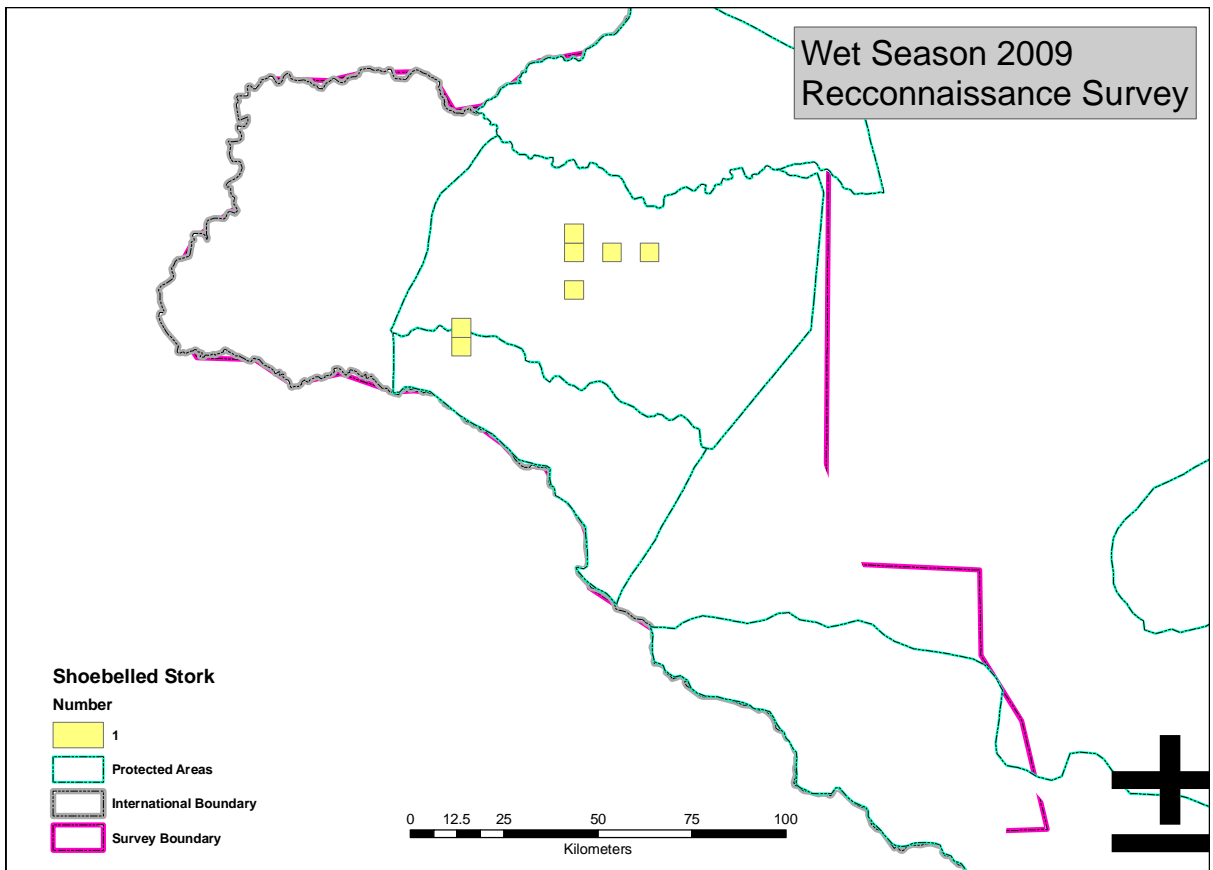 Wet Season 2009
Recconnaissance Survey
Shoebelled Stork
Number
1
Protected Areas
International Boundary
Survey Boundary
0 12.5 25 50 75 100
Kilometers